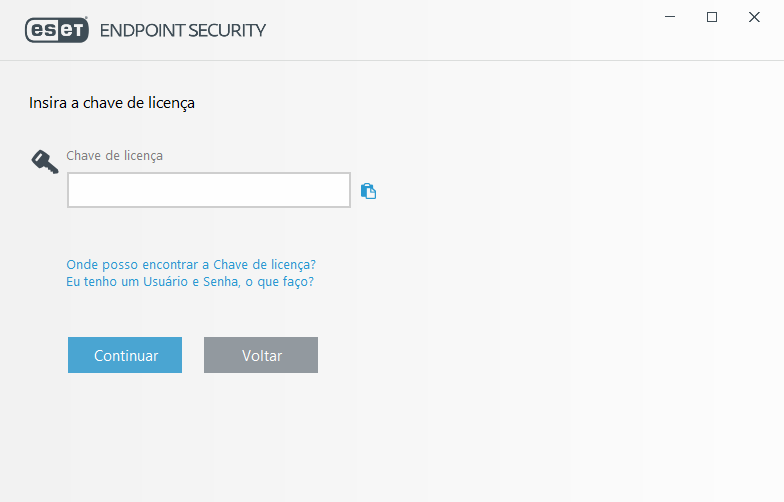 eset ENDPOINT SECURITY
Insira a chave de licença
Chave de licença
Onde posso encontrar a Chave de licença?
Eu tenho um Usuário e Senha, o que faço?
Continuar
Voltar